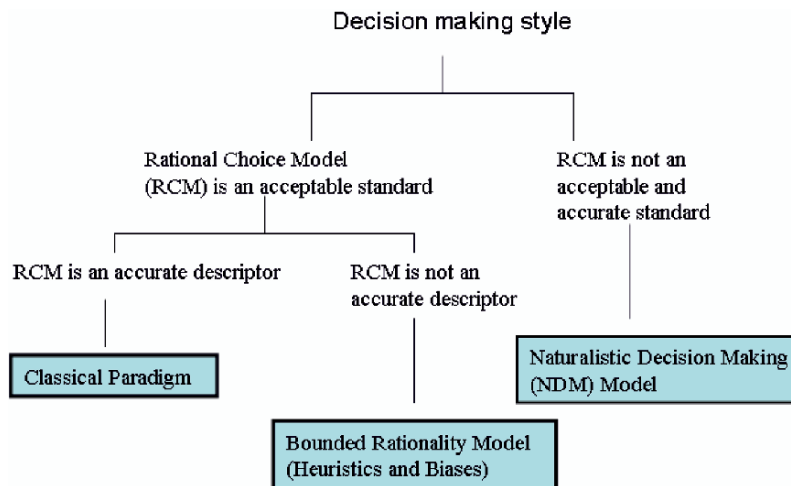 Decision making style
Rational Choice Model
(RCM) is an acceptable standard
RCM is not an
acceptable and
accurate standard
RCM is an accurate descriptor
RCM is not an
accurate descriptor
Classical Paradigm
Naturalistic Decision Making
(NDM) Model
Bounded Rationality Model
(Heuristics and Biases)